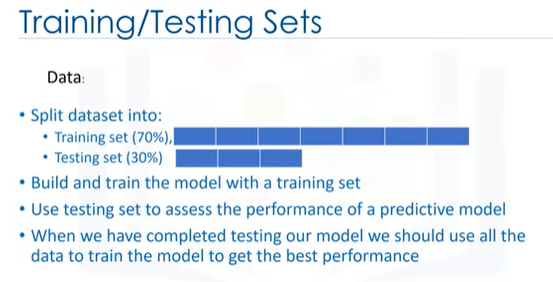 Training/Testing Sets
Data:
• Split dataset into:
• Training set (70%),
• Testing set (30%)
• Build and train the model with a training set
• Use testing set to assess the performance of a predictive model
• When we have completed testing our model we should use all the
data to train the model to get the best performance